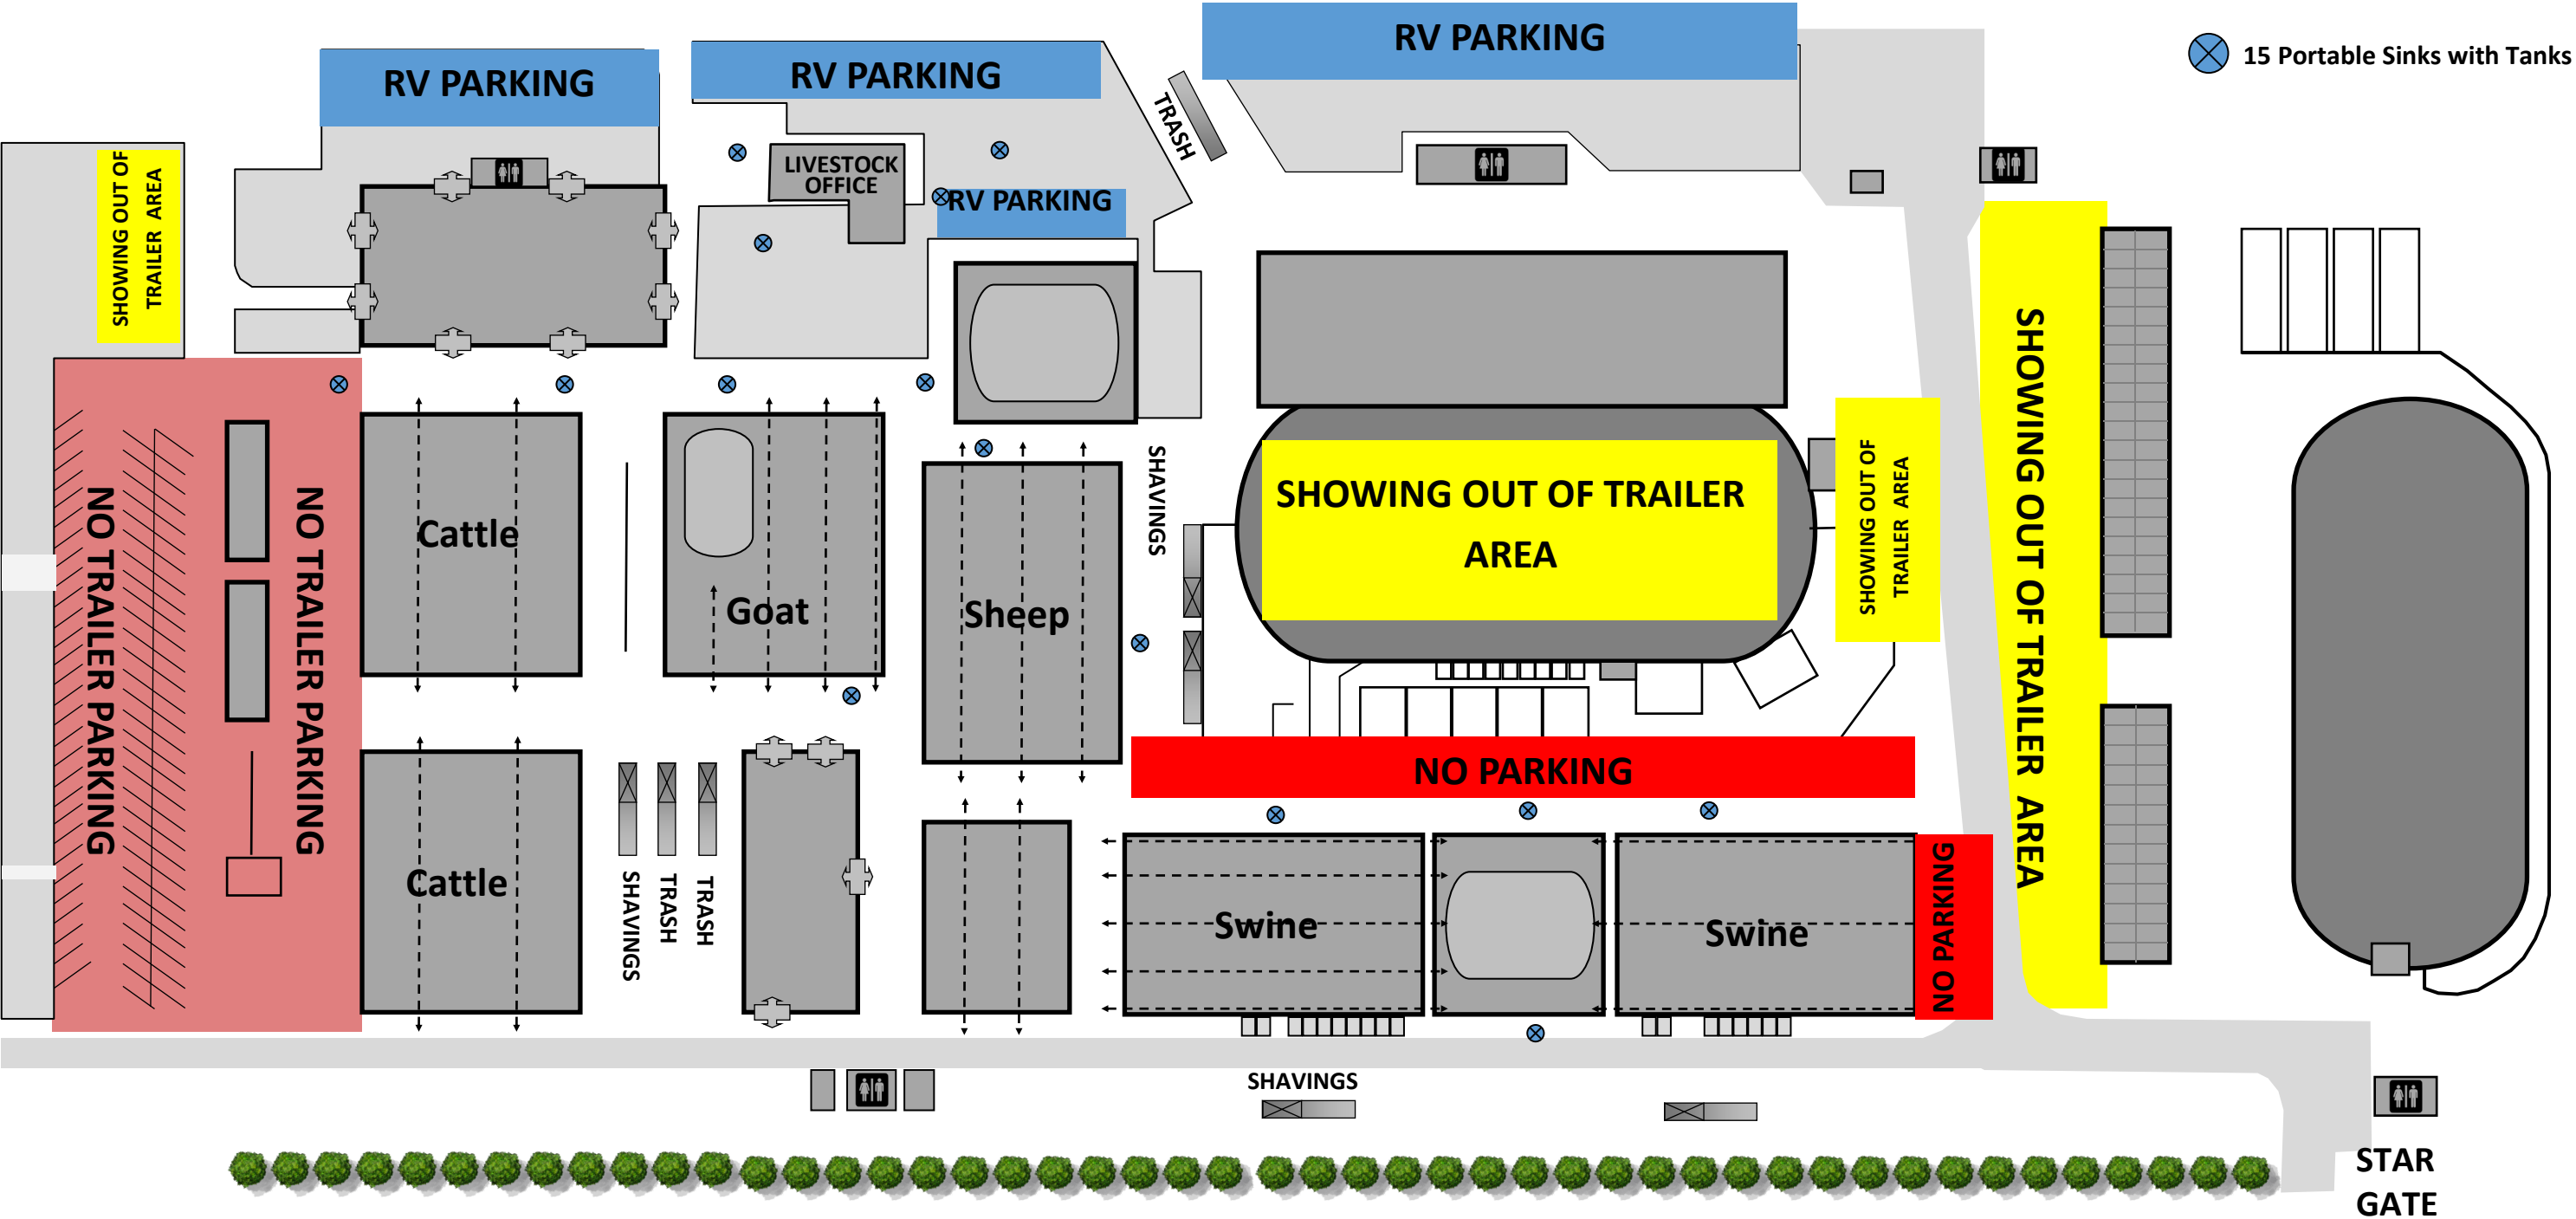 RV PARKING
RV PARKING
RV PARKING
15 Portable Sinks with Tanks
TRASH
LIVESTOCK
OFFICE
RV PARKING
SHOWING OUT OF
TRAILER AREA
SHAVINGS
SHOWING OUT OF TRAILER
AREA
SHOWING OUT OF
TRAILER AREA
SHOWING OUT OF TRAILER AREA
NO TRAILER PARKING
NO TRAILER PARKING
Cattle
Goat
Sheep
NO PARKING
Cattle
SHAVINGS
TRASH
TRASH
Swine
Swine
NO PARKING
SHAVINGS
STAR
GATE